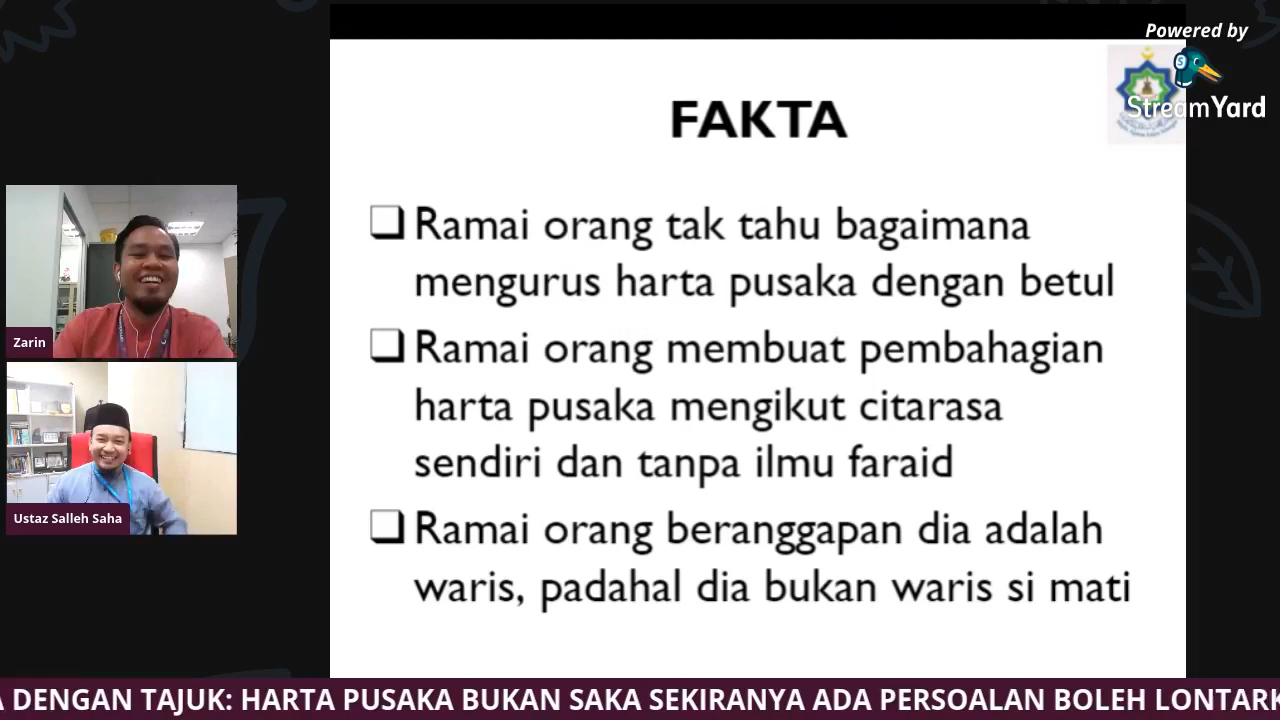 Powered by
StreamYard
FAKTA
Ramai orang tak tahu bagaimana
mengurus harta pusaka dengan betul
Ramai orang membuat pembahagian
harta pusaka mengikut citarasa
sendiri dan tanpa ilmu faraid
Ramai orang beranggapan dia adalah
waris, padahal dia bukan waris si mati
Zarin
Ustaz Salleh Saha
A DENGAN TAJUK: HARTA PUSAKA BUKAN SAKA SEKIRANYA ADA PERSOALAN BOLEH LONTARK